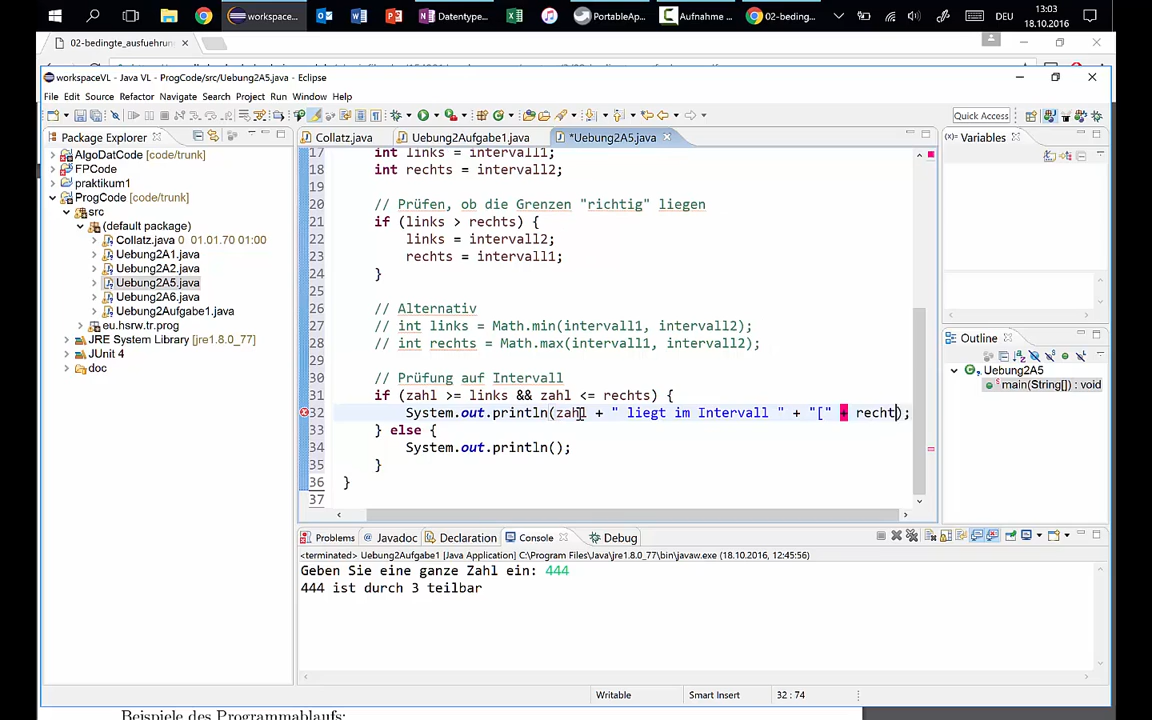 workspace...
Datentype...
PortableAp...
Aufnahme ...
02-beding...
DEU
13:03
18.10.2016
02-bedingte_ausfuehrun
workspaceVL - Java VL - ProgCode/src/Uebung2A5.java - Eclipse
File Edit Source Refactor Navigate Search Project Run Window Help
Quick Access
Package Explorer
Collatz.java
Uebung2Aufgabe1.java
*Uebung2A5.java
Variables
AlgoDatCode [code/trunk]
FPCode
praktikum1
ProgCode [code/trunk]
src
(default package)
Collatz.java 0 01.01.70 01:00
Uebung2A1.java
Uebung2A2.java
Uebung2A5.java
Uebung2A6.java
Uebung2Aufgabe1.java
eu.hsrw.tr.prog
JRE System Library [jre1.8.0_77]
JUnit 4
doc
17 int links = intervall1;
18 int rechts = intervall2;
19
20 // Prüfen, ob die Grenzen "richtig" liegen
21 if (links > rechts) {
22 links = intervall2;
23 rechts = intervall1;
24 }
25
26 // Alternativ
27 // int links = Math.min(intervall1, intervall2);
28 // int rechts = Math.max(intervall1, intervall2);
29
30 // Prüfung auf Intervall
31 if (zahl >= links && zahl <= rechts) {
32 System.out.println(zahl + " liegt im Intervall " + "[" + recht);
33 } else {
34 System.out.println();
35 }
36 }
37
Outline
Uebung2A5
main(String[]) : void
Problems
Javadoc
Declaration
Console
Debug
<terminated> Uebung2Aufgabe1 [Java Application] C:\Program Files\Java\jre1.8.0_77\bin\javaw.exe (18.10.2016, 12:45:56)
Geben Sie eine ganze Zahl ein: 444
444 ist durch 3 teilbar
Writable
Smart Insert
32 : 74
Beispiele des Programmablaufs: